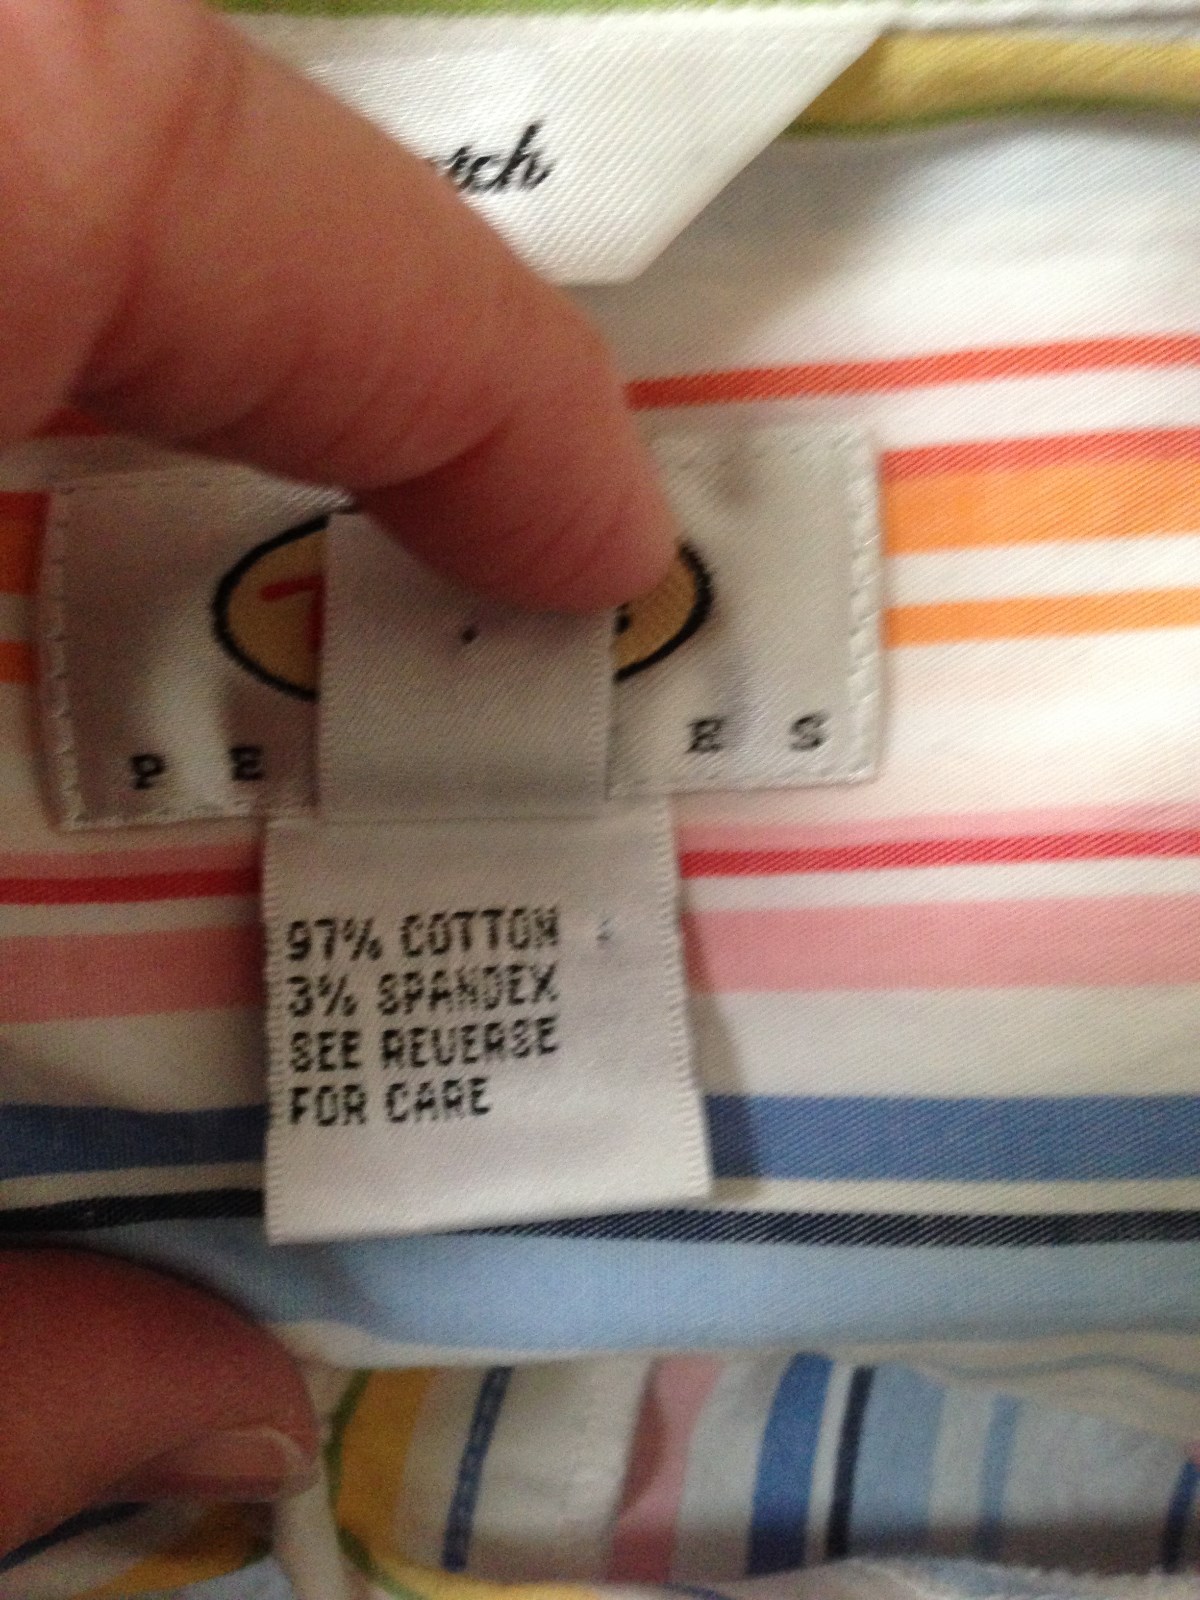 P E R S
97% COTTON
3% SPANDEX
SEE REVERSE
FOR CARE